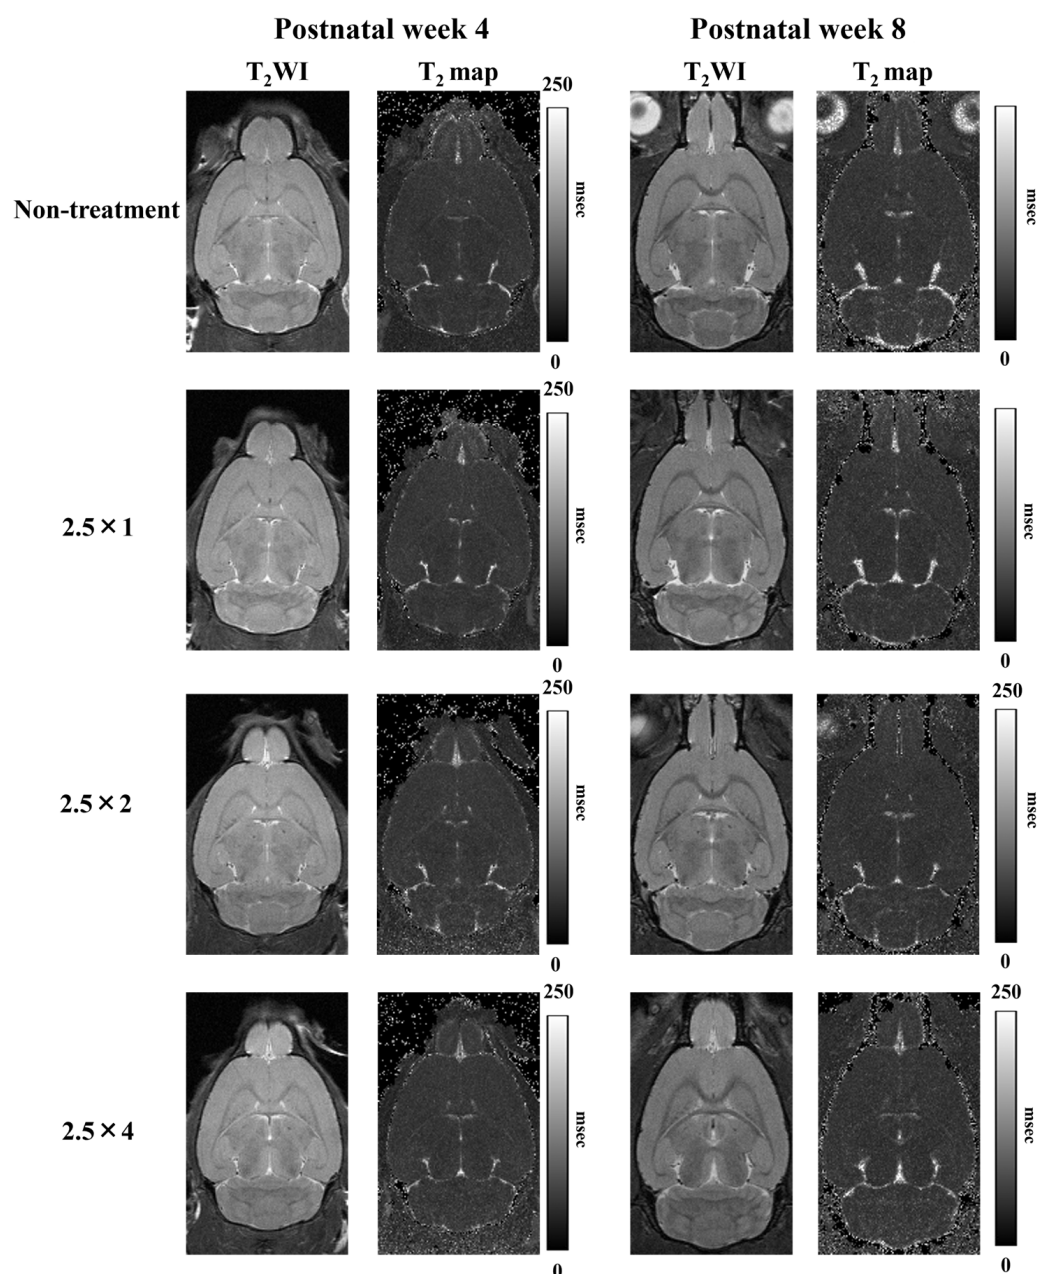 Postnatal week 4 Postnatal week 8
T₂WI T₂ map T₂WI T₂ map
250
Non-treatment msec msec
0 0
250
2.5×1 msec msec
0 0
250 250
2.5×2 msec msec
0 0
250 250
2.5×4 msec msec
0 0